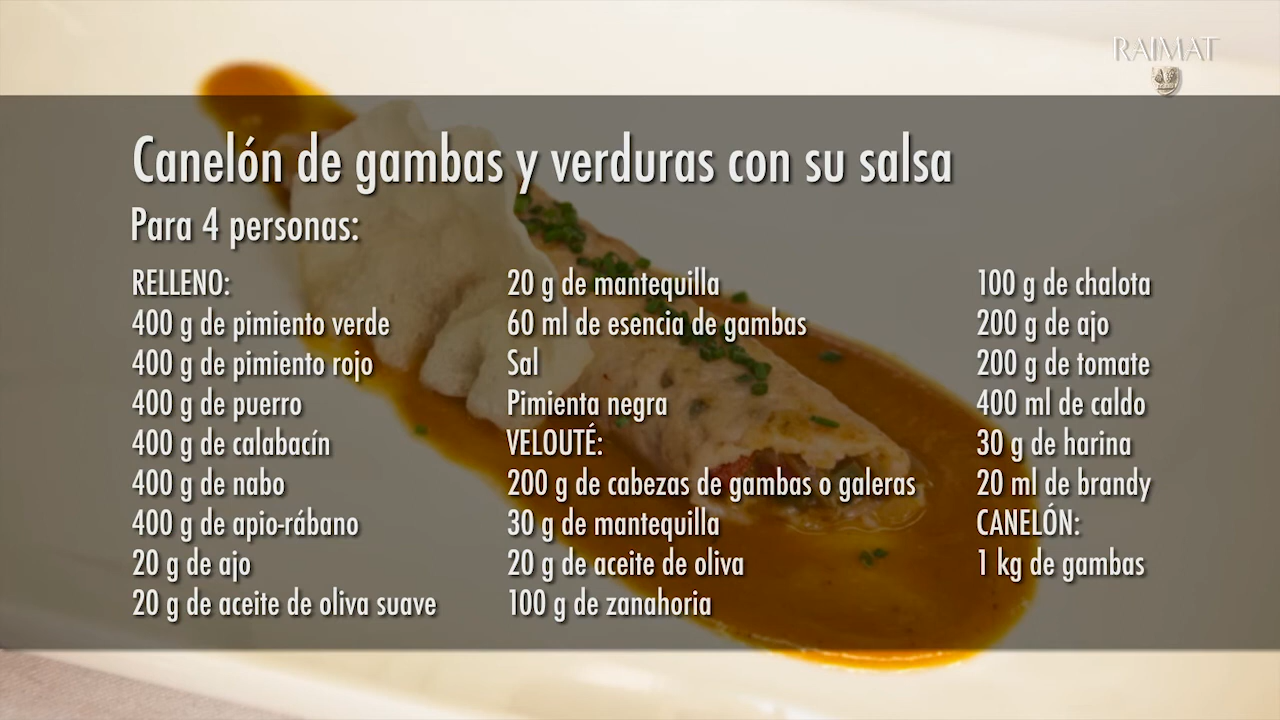 RAIMAT
Canelón de gambas y verduras con su salsa
Para 4 personas:
RELLENO:
400 g de pimiento verde
400 g de pimiento rojo
400 g de puerro
400 g de calabacín
400 g de nabo
400 g de apio-rábano
20 g de ajo
20 g de aceite de oliva suave
20 g de mantequilla
60 ml de esencia de gambas
Sal
Pimienta negra
VELOUTÉ:
200 g de cabezas de gambas o galeras
30 g de mantequilla
20 g de aceite de oliva
100 g de zanahoria
100 g de chalota
200 g de ajo
200 g de tomate
400 ml de caldo
30 g de harina
20 ml de brandy
CANELÓN:
1 kg de gambas